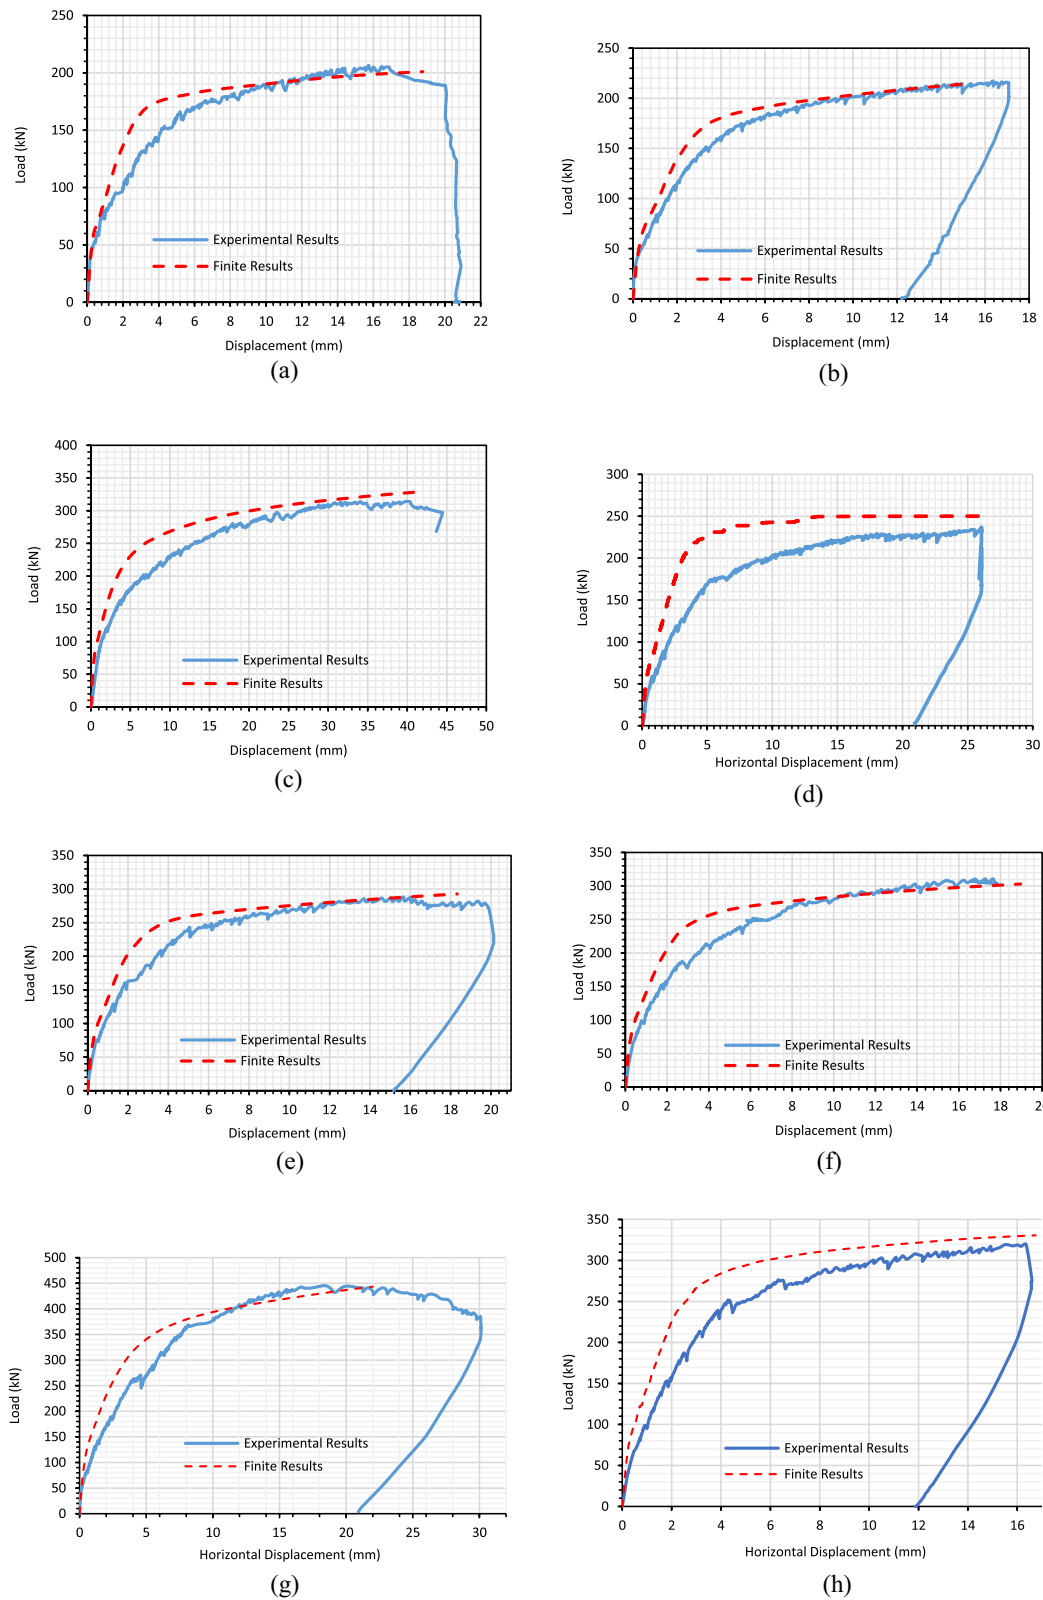 250
200
150
100
50
0
Load (kN)
Experimental Results
Finite Results
0 2 4 6 8 10 12 14 16 18 20 22
Displacement (mm)
(a)
250
200
150
100
50
0
Load (kN)
Experimental Results
Finite Results
0 2 4 6 8 10 12 14 16 18
Displacement (mm)
(b)
400
350
300
250
200
150
100
50
0
Load (kN)
Experimental Results
Finite Results
0 5 10 15 20 25 30 35 40 45 50
Displacement (mm)
(c)
300
250
200
150
100
50
0
Load (kN)
0 5 10 15 20 25 30
Horizontal Displacement (mm)
(d)
350
300
250
200
150
100
50
0
Load (kN)
Experimental Results
Finite Results
0 2 4 6 8 10 12 14 16 18 20
Displacement (mm)
(e)
350
300
250
200
150
100
50
0
Load (kN)
Experimental Results
Finite Results
0 2 4 6 8 10 12 14 16 18
Displacement (mm)
(f)
500
450
400
350
300
250
200
150
100
50
0
Load (kN)
Experimental Results
Finite Results
0 5 10 15 20 25 30
Horizontal Displacement (mm)
(g)
350
300
250
200
150
100
50
0
Load (kN)
Experimental Results
Finite Results
0 2 4 6 8 10 12 14 16
Horizontal Displacement (mm)
(h)